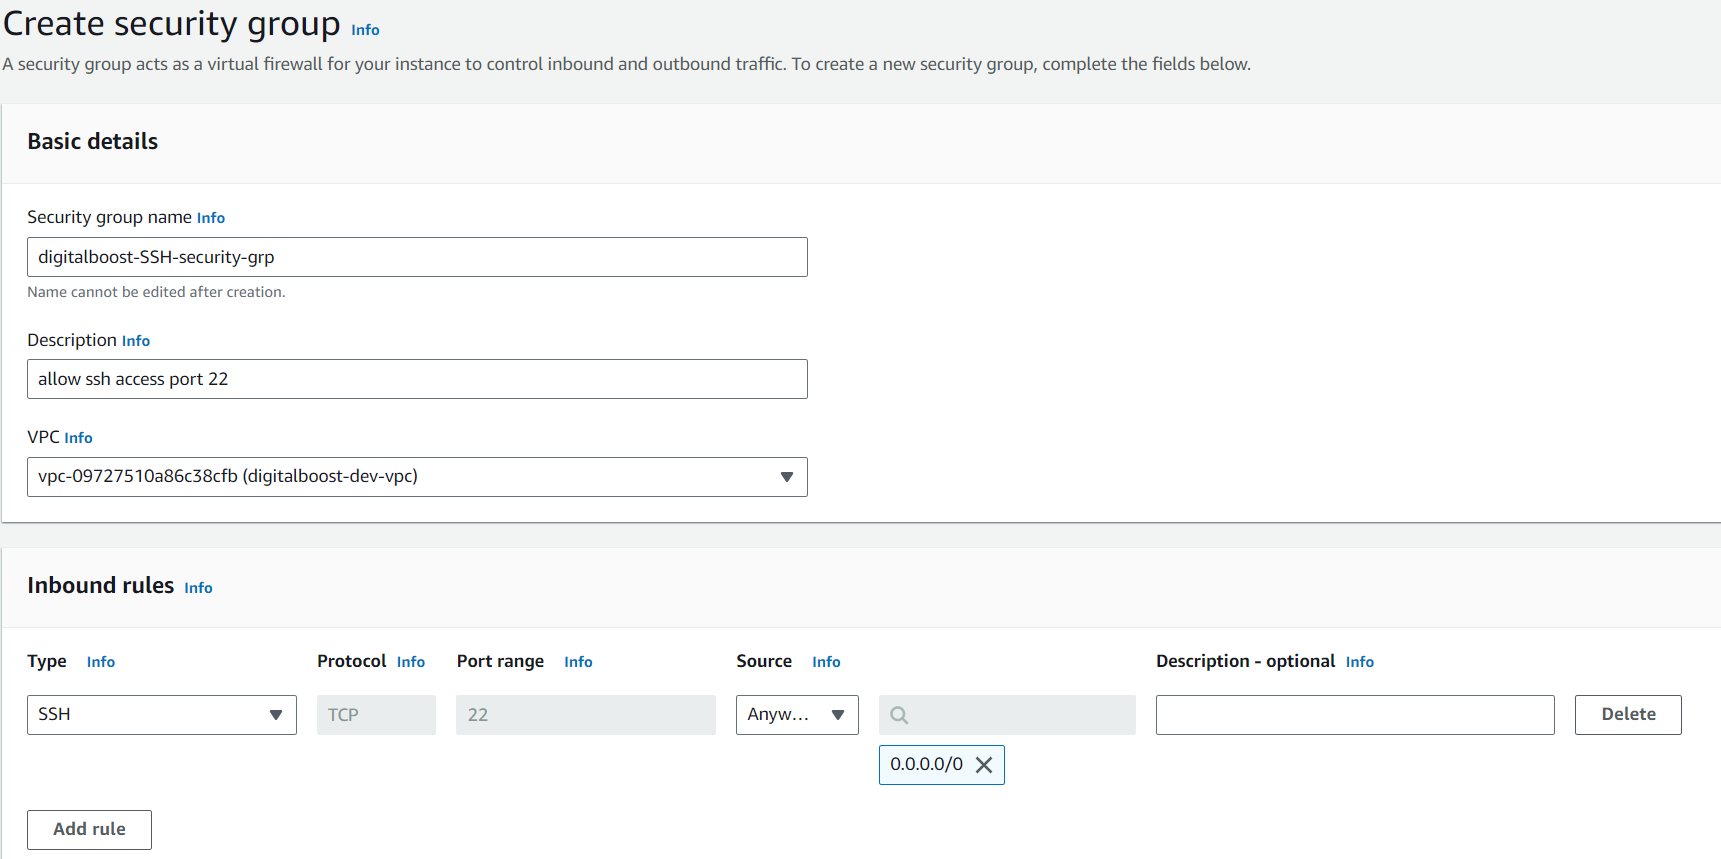 Create security group Info
A security group acts as a virtual firewall for your instance to control inbound and outbound traffic. To create a new security group, complete the fields below.
Basic details
Security group name Info
digitalboost-SSH-security-grp
Name cannot be edited after creation.
Description Info
allow ssh access port 22
VPC Info
vpc-09727510a86c38cfb (digitalboost-dev-vpc)
Inbound rules Info
Type Info Protocol Info Port range Info Source Info Description - optional Info
SSH TCP 22 Anyw... Delete
0.0.0.0/0
Add rule